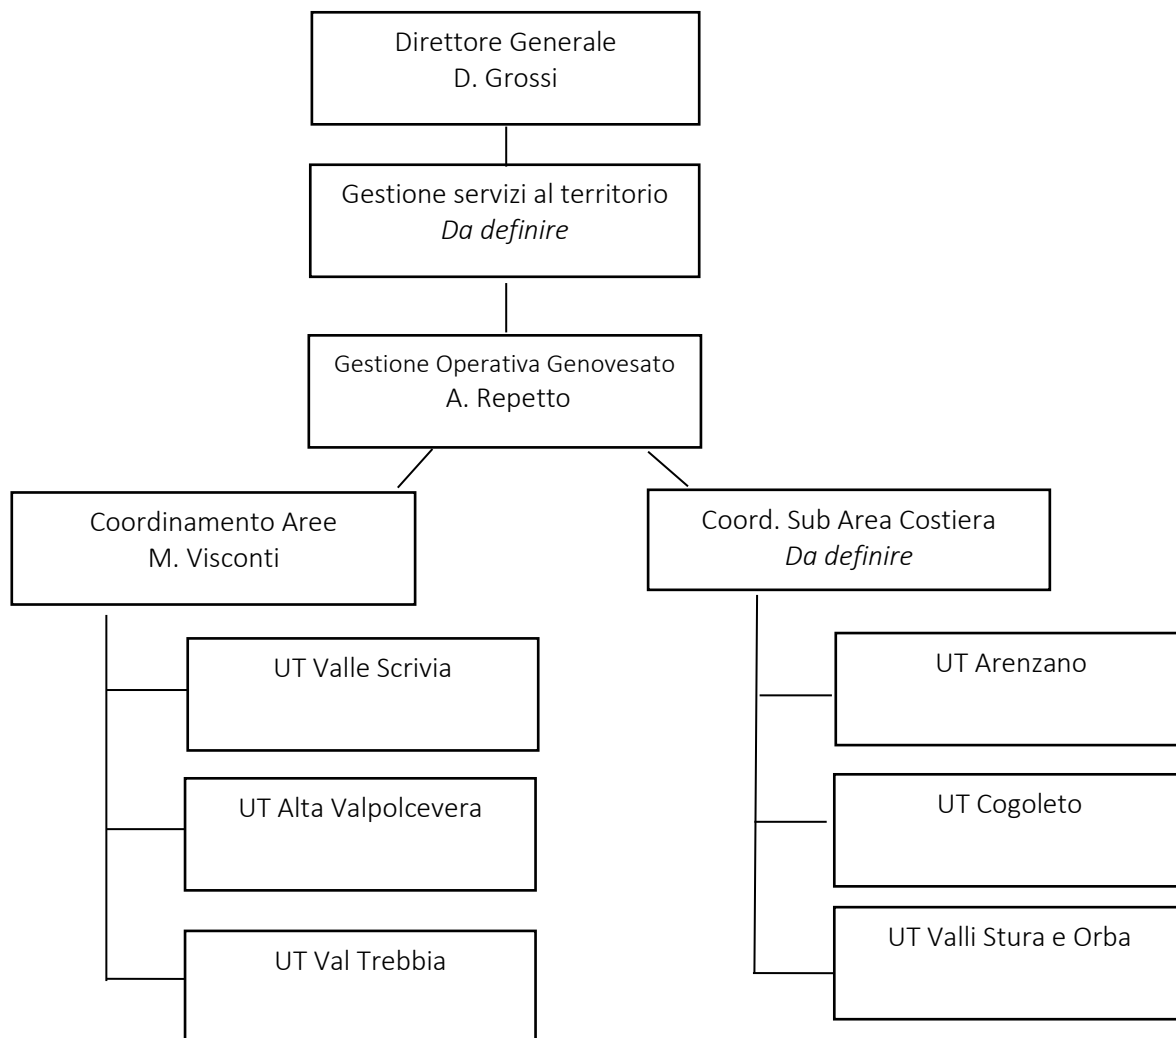 Direttore Generale
D. Grossi
Gestione servizi al territorio
Da definire
Gestione Operativa Genovesato
A. Repetto
Coordinamento Aree
M. Visconti
Coord. Sub Area Costiera
Da definire
UT Valle Scrivia
UT Alta Valpolcevera
UT Val Trebbia
UT Arenzano
UT Cogoleto
UT Valli Stura e Orba